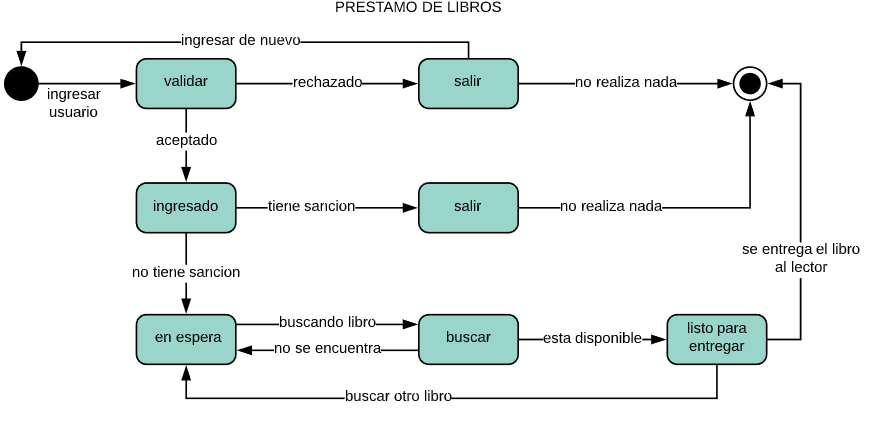 PRESTAMO DE LIBROS
ingresar de nuevo
validar
rechazado
salir
no realiza nada
ingresar
usuario
aceptado
ingresado
tiene sancion
salir
no realiza nada
se entrega el libro
al lector
no tiene sancion
en espera
buscando libro
no se encuentra
buscar
esta disponible
listo para
entregar
buscar otro libro